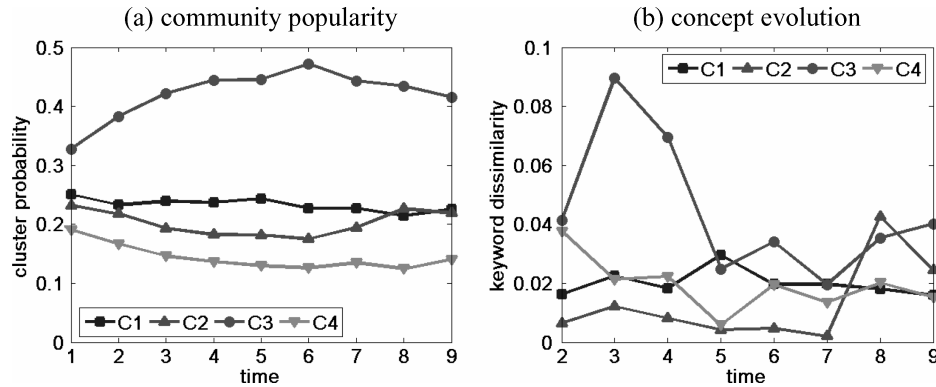 (a) community popularity
cluster probability
0.5
0.4
0.3
0.2
0.1
0
C1 C2 C3 C4
1 2 3 4 5 6 7 8 9
time
(b) concept evolution
keyword dissimilarity
0.1
0.08
0.06
0.04
0.02
0
C1 C2 C3 C4
2 3 4 5 6 7 8 9
time